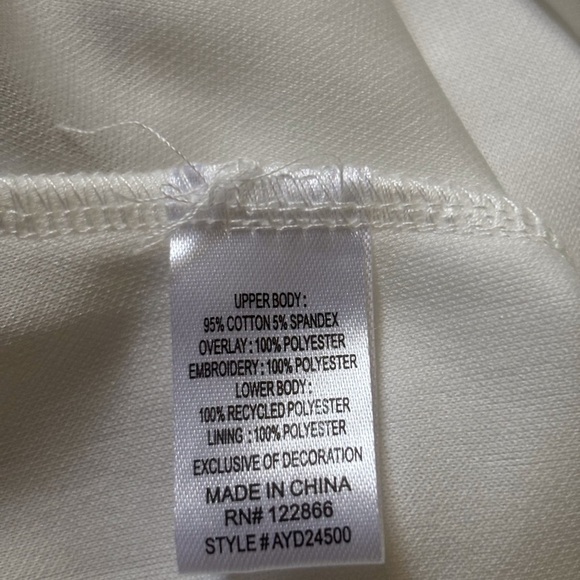 UPPER BODY :
95% COTTON 5% SPANDEX
OVERLAY : 100% POLYESTER
EMBROIDERY : 100% POLYESTER
LOWER BODY :
100% RECYCLED POLYESTER
LINING : 100% POLYESTER
EXCLUSIVE OF DECORATION
MADE IN CHINA
RN# 122866
STYLE # AYD24500